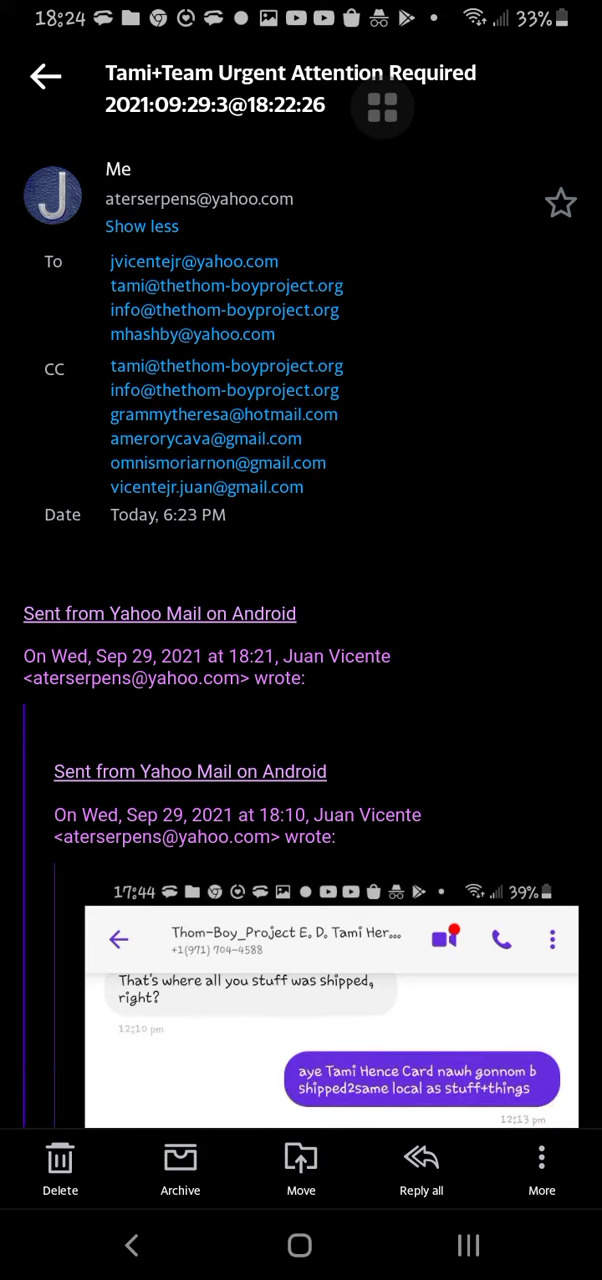 18:24
33%
Tami+Team Urgent Attention Required
2021:09:29:3@18:22:26
J
Me
aterserpens@yahoo.com
Show less
To
jvicentejr@yahoo.com
tami@thethom-boyproject.org
info@thethom-boyproject.org
mhashby@yahoo.com
CC
tami@thethom-boyproject.org
info@thethom-boyproject.org
grammytheresa@hotmail.com
amerorycava@gmail.com
omnismoriarnon@gmail.com
vicentejr.juan@gmail.com
Date Today, 6:23 PM
Sent from Yahoo Mail on Android
On Wed, Sep 29, 2021 at 18:21, Juan Vicente
<aterserpens@yahoo.com> wrote:
Sent from Yahoo Mail on Android
On Wed, Sep 29, 2021 at 18:10, Juan Vicente
<aterserpens@yahoo.com> wrote:
17:44
39%
Thom-Boy_Project E. D. Tami Her...
+1(971) 704-4588
That's where all you stuff was shipped,
right?
12:10 pm
aye Tami Hence Card nawh gonnom b
shipped2same local as stuff+things
12:13 pm
Delete Archive Move Reply all More